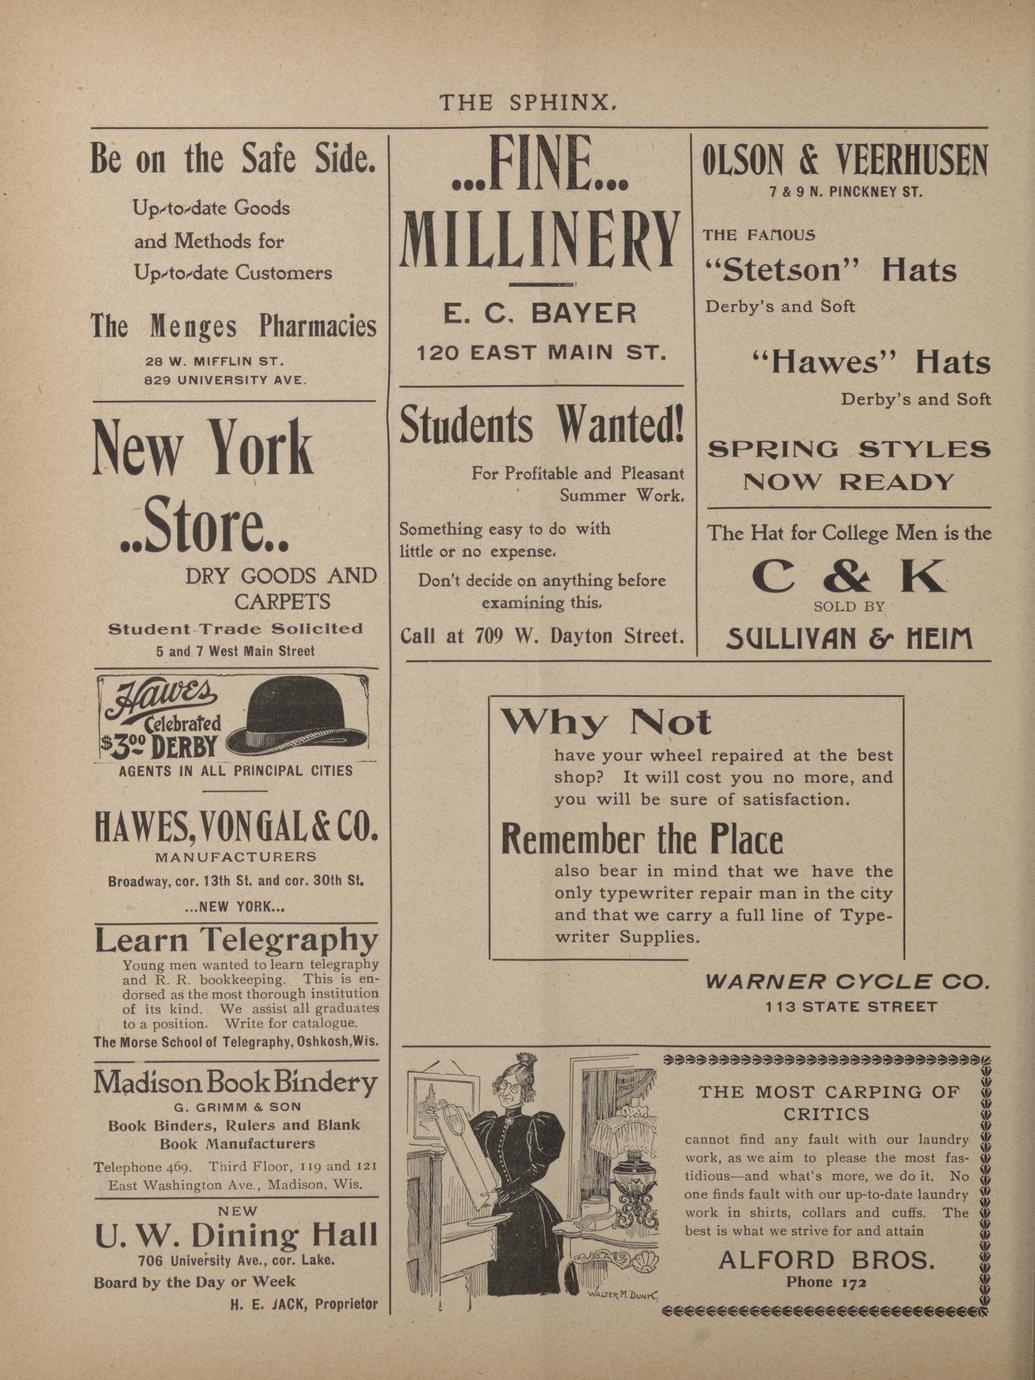 THE SPHINX.
Be on the Safe Side.
Up-to-date Goods
and Methods for
Up-to-date Customers
The Menges Pharmacies
28 W. MIFFLIN ST.
829 UNIVERSITY AVE.
New York
..Store..
DRY GOODS AND
CARPETS
Student Trade Solicited
5 and 7 West Main Street
Hawes
Celebrated
$3.00 DERBY
AGENTS IN ALL PRINCIPAL CITIES
HAWES, VON GAL & CO.
MANUFACTURERS
Broadway, cor. 13th St. and cor. 30th St.
...NEW YORK...
Learn Telegraphy
Young men wanted to learn telegraphy
and R. R. bookkeeping. This is en-
dorsed as the most thorough institution
of its kind. We assist all graduates
to a position. Write for catalogue.
The Morse School of Telegraphy, Oshkosh, Wis.
Madison Book Bindery
G. GRIMM & SON
Book Binders, Rulers and Blank
Book Manufacturers
Telephone 469. Third Floor, 119 and 121
East Washington Ave., Madison, Wis.
NEW
U. W. Dining Hall
706 University Ave., cor. Lake.
Board by the Day or Week
H. E. JACK, Proprietor
...FINE...
MILLINERY
E. C. BAYER
120 EAST MAIN ST.
Students Wanted!
For Profitable and Pleasant
Summer Work.
Something easy to do with
little or no expense.
Don't decide on anything before
examining this.
Call at 709 W. Dayton Street.
OLSON & VEERHUSEN
7 & 9 N. PINCKNEY ST.
THE FAMOUS
"Stetson" Hats
Derby's and Soft
"Hawes" Hats
Derby's and Soft
SPRING STYLES
NOW READY
The Hat for College Men is the
C & K
SOLD BY
SULLIVAN & HEIM
Why Not
have your wheel repaired at the best
shop? It will cost you no more, and
you will be sure of satisfaction.
Remember the Place
also bear in mind that we have the
only typewriter repair man in the city
and that we carry a full line of Type-
writer Supplies.
WARNER CYCLE CO.
113 STATE STREET
WALTER M. DUNK.
THE MOST CARPING OF
CRITICS
cannot find any fault with our laundry
work, as we aim to please the most fas-
tidious—and what's more, we do it. No
one finds fault with our up-to-date laundry
work in shirts, collars and cuffs. The
best is what we strive for and attain
ALFORD BROS.
Phone 172